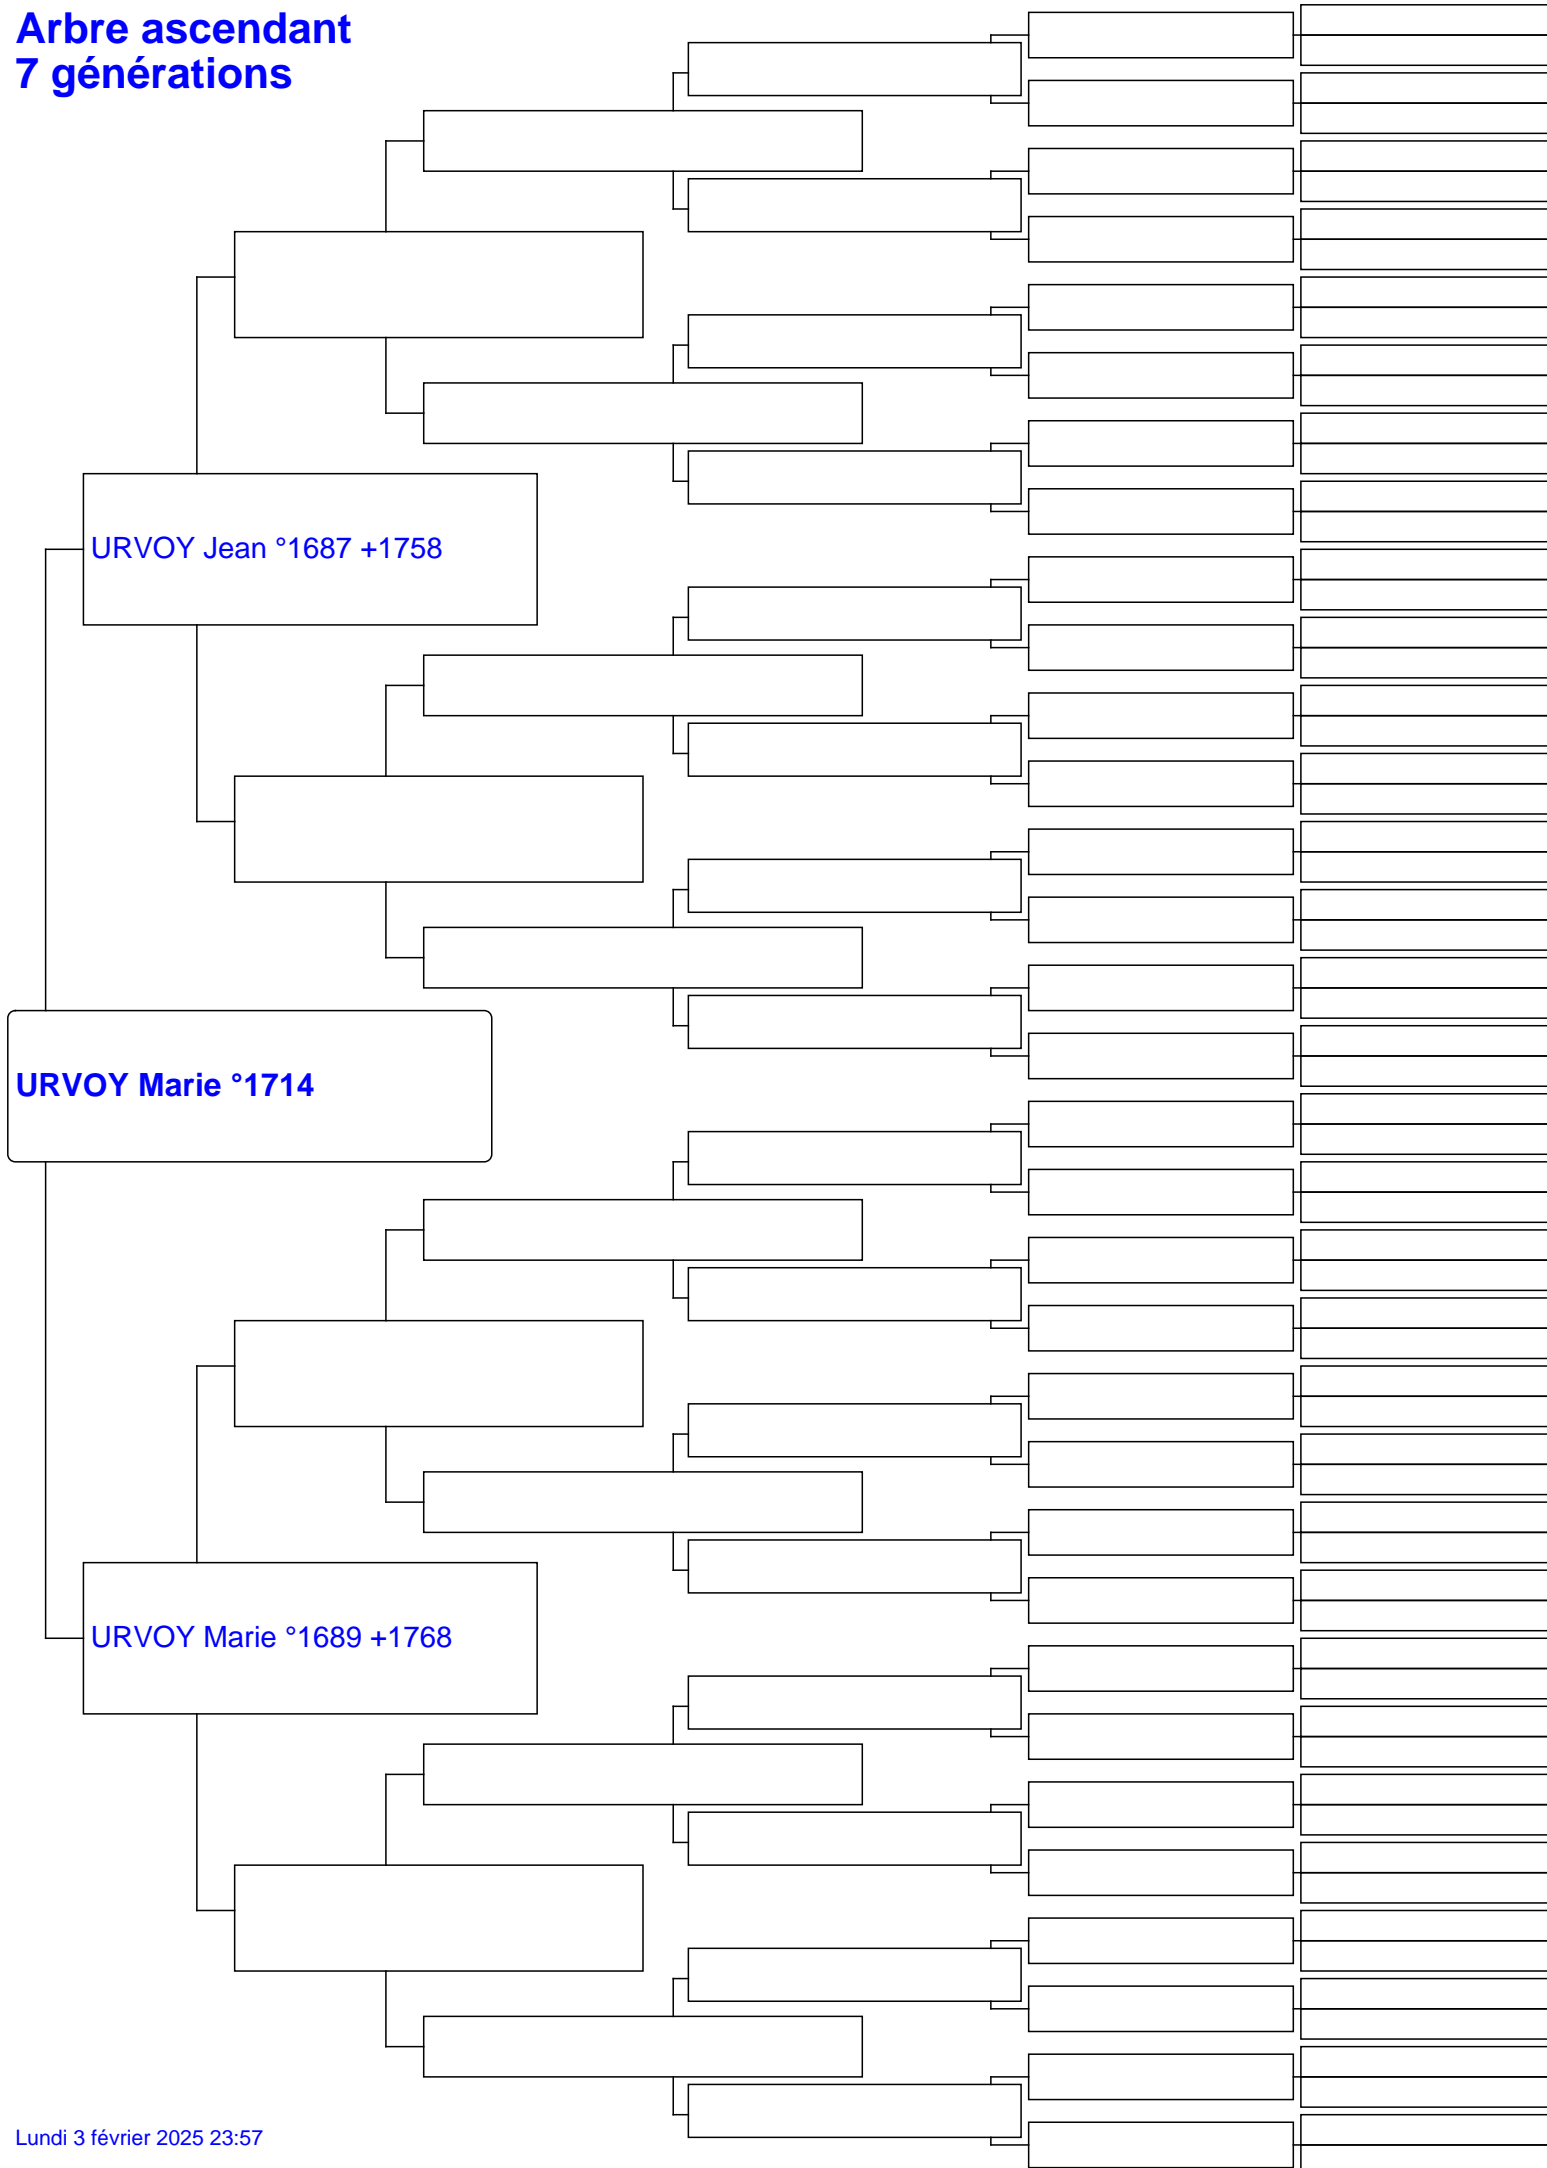 Arbre ascendant
7 générations
URVOY Jean °1687 +1758
URVOY Marie °1714
URVOY Marie °1689 +1768
Lundi 3 février 2025 23:57